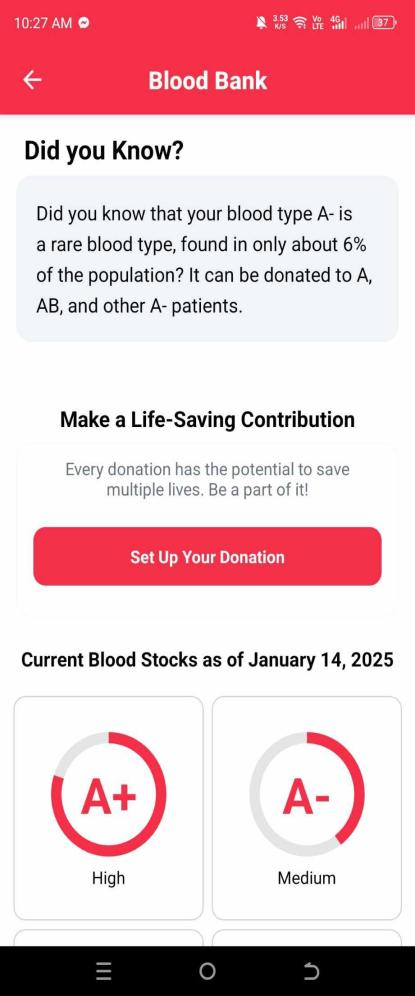 10:27 AM
3.53
K/S
Vo
LTE
4G
37
Blood Bank
Did you Know?
Did you know that your blood type A- is
a rare blood type, found in only about 6%
of the population? It can be donated to A,
AB, and other A- patients.
Make a Life-Saving Contribution
Every donation has the potential to save
multiple lives. Be a part of it!
Set Up Your Donation
Current Blood Stocks as of January 14, 2025
A+
High
A-
Medium